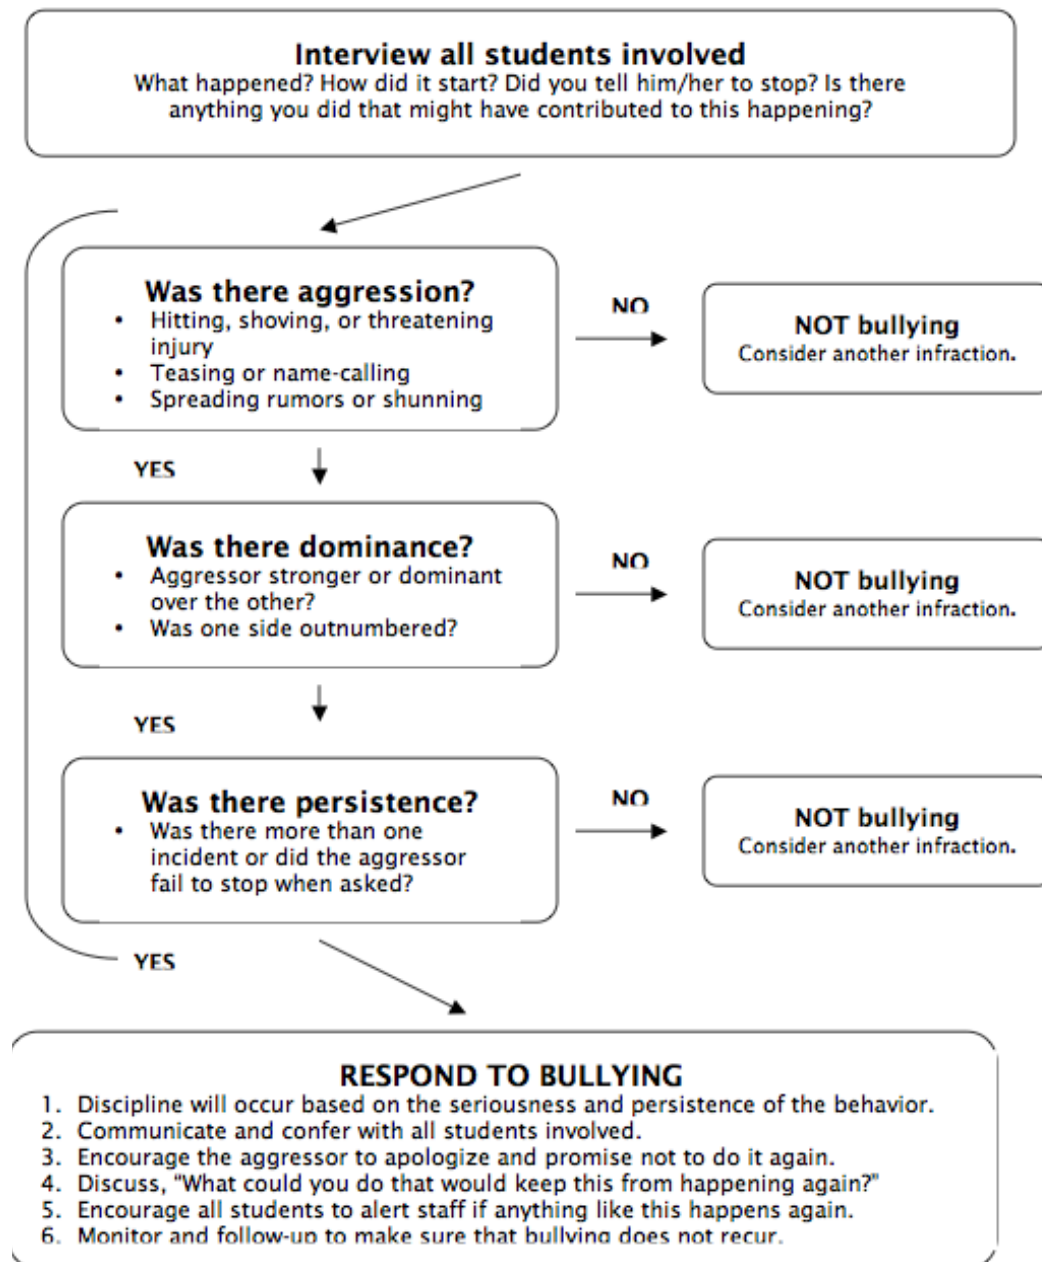 Interview all students involved
What happened? How did it start? Did you tell him/her to stop? Is there
anything you did that might have contributed to this happening?
Was there aggression?
• Hitting, shoving, or threatening
injury
• Teasing or name-calling
• Spreading rumors or shunning
NO
NOT bullying
Consider another infraction.
YES
Was there dominance?
• Aggressor stronger or dominant
over the other?
• Was one side outnumbered?
NO
NOT bullying
Consider another infraction.
YES
Was there persistence?
• Was there more than one
incident or did the aggressor
fail to stop when asked?
NO
NOT bullying
Consider another infraction.
YES
RESPOND TO BULLYING
1. Discipline will occur based on the seriousness and persistence of the behavior.
2. Communicate and confer with all students involved.
3. Encourage the aggressor to apologize and promise not to do it again.
4. Discuss, “What could you do that would keep this from happening again?”
5. Encourage all students to alert staff if anything like this happens again.
6. Monitor and follow-up to make sure that bullying does not recur.